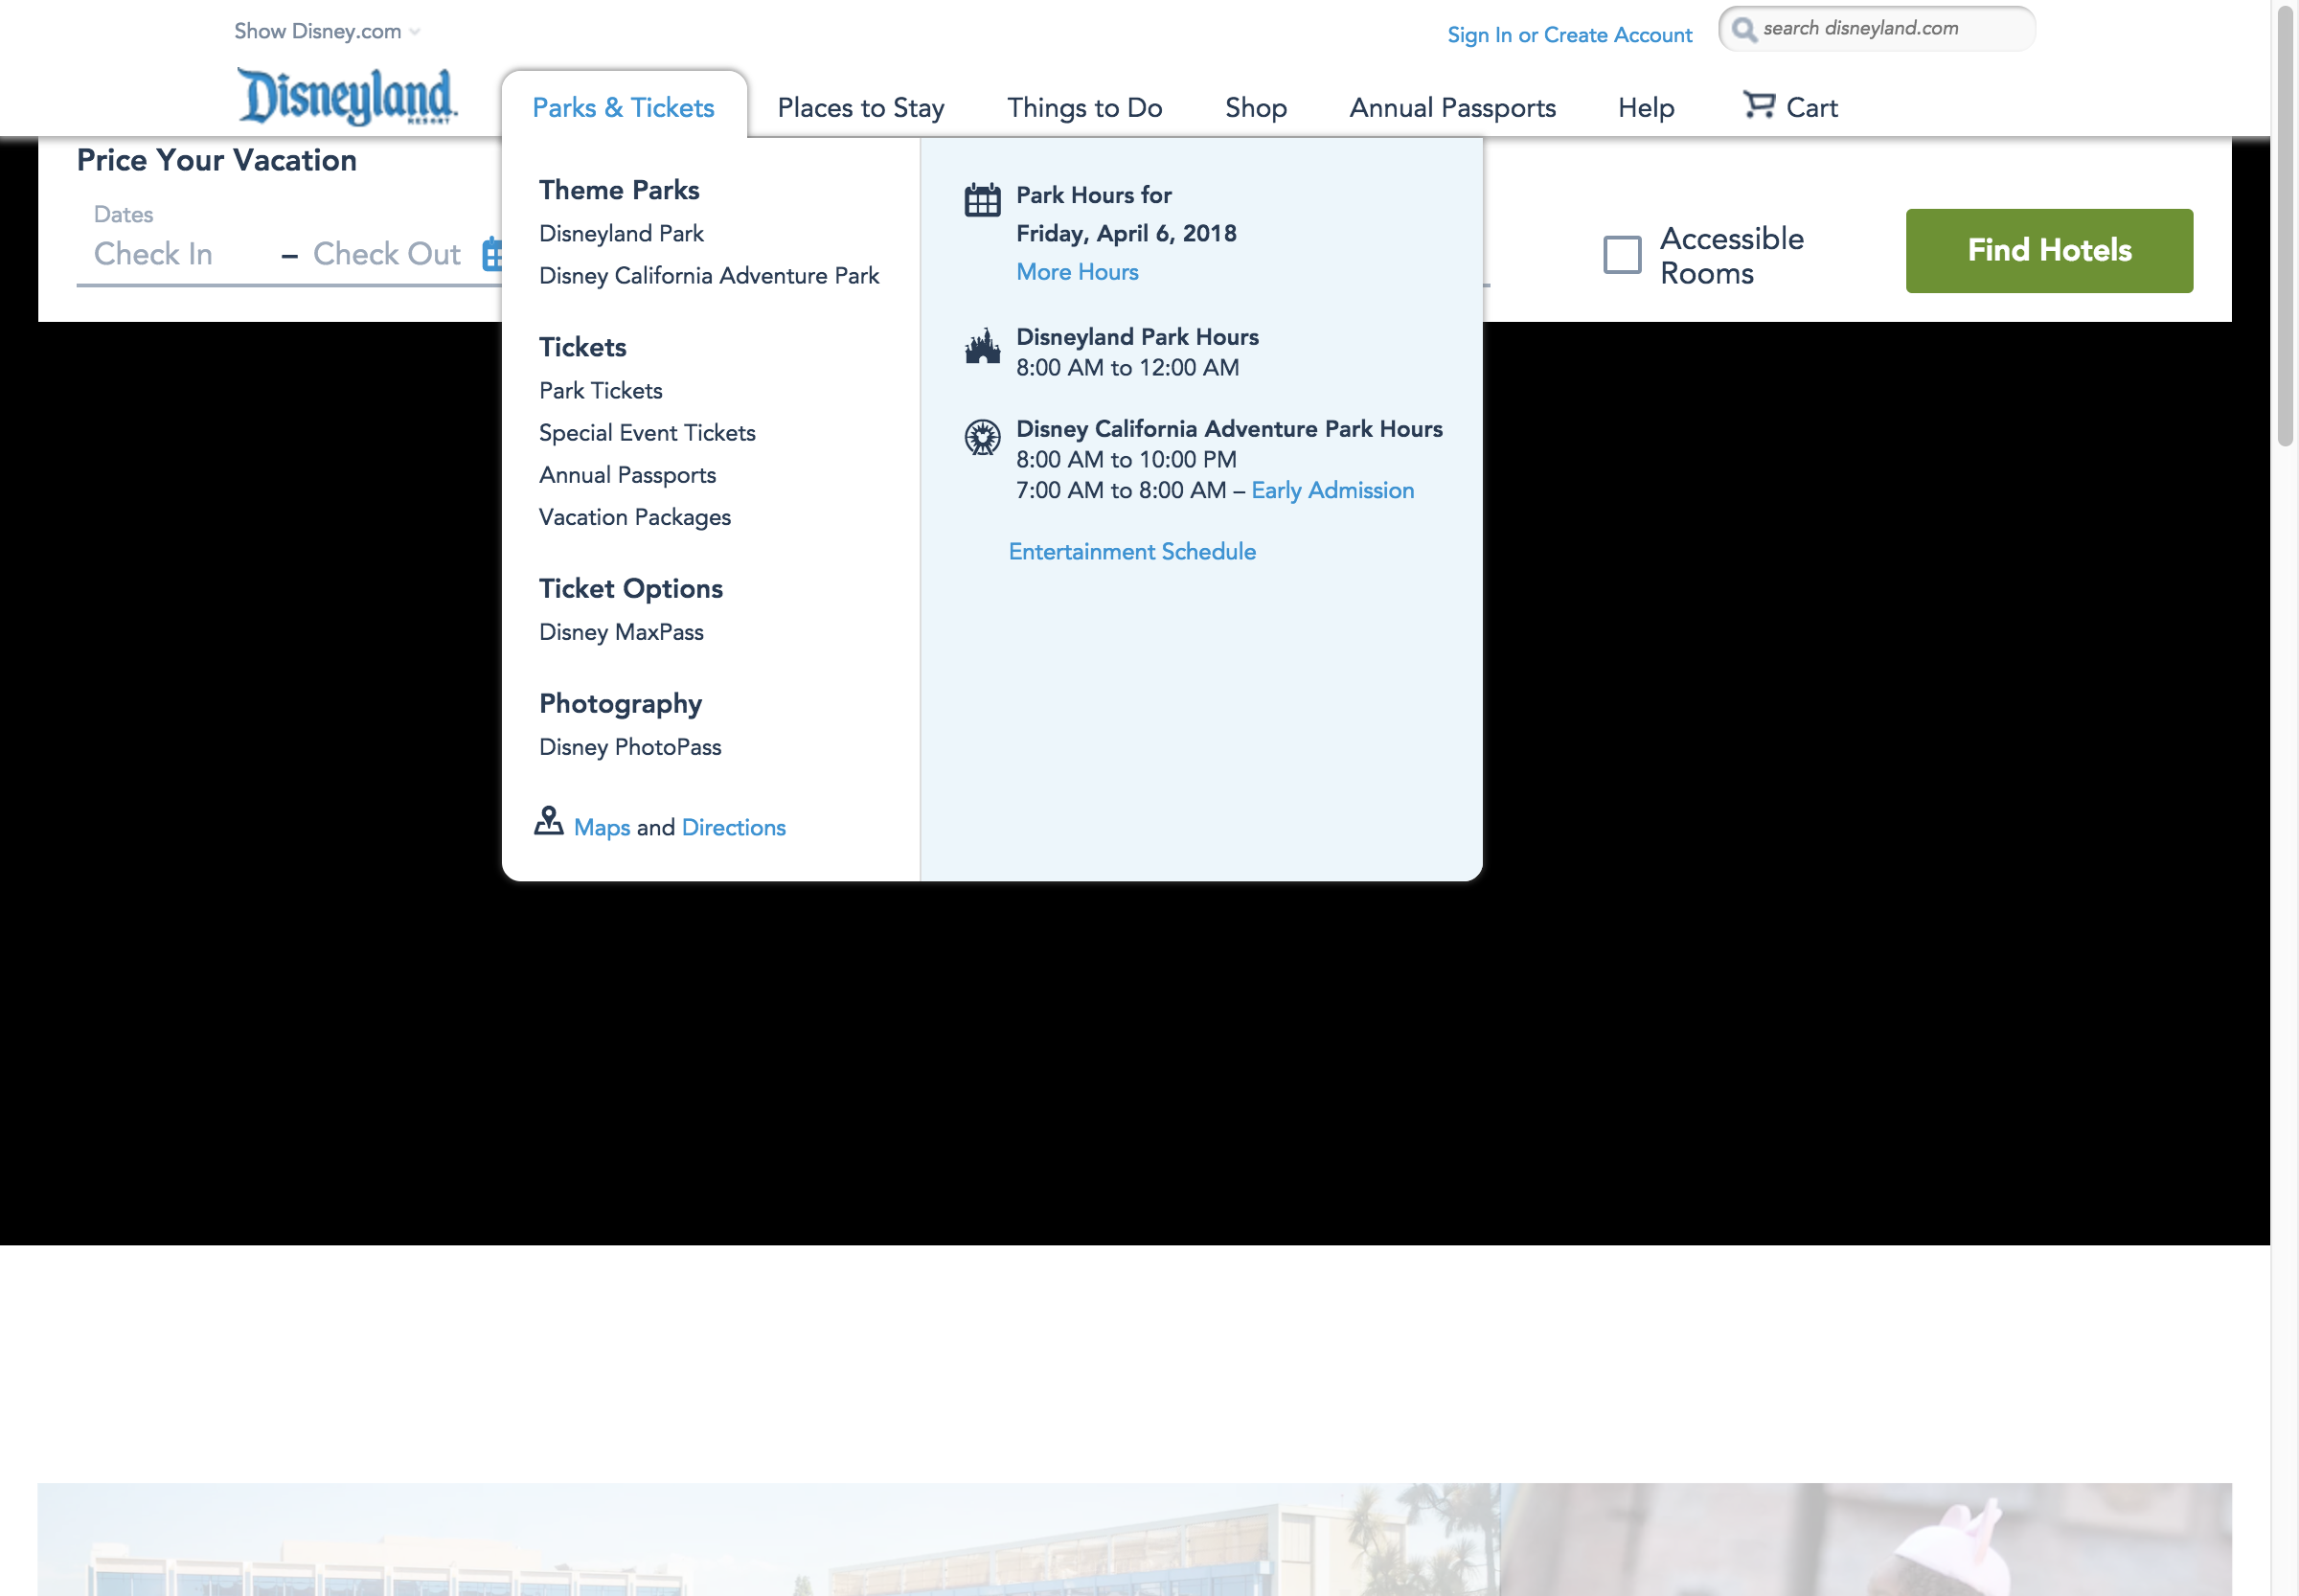 Show Disney.com
Sign In or Create Account
search disneyland.com
Disneyland
RESORT
Parks & Tickets
Places to Stay
Things to Do
Shop
Annual Passports
Help
Cart
Price Your Vacation
Dates
Check In
– Check Out
Accessible
Rooms
Find Hotels
Theme Parks
Disneyland Park
Disney California Adventure Park
Tickets
Park Tickets
Special Event Tickets
Annual Passports
Vacation Packages
Ticket Options
Disney MaxPass
Photography
Disney PhotoPass
Maps and Directions
Park Hours for
Friday, April 6, 2018
More Hours
Disneyland Park Hours
8:00 AM to 12:00 AM
Disney California Adventure Park Hours
8:00 AM to 10:00 PM
7:00 AM to 8:00 AM – Early Admission
Entertainment Schedule